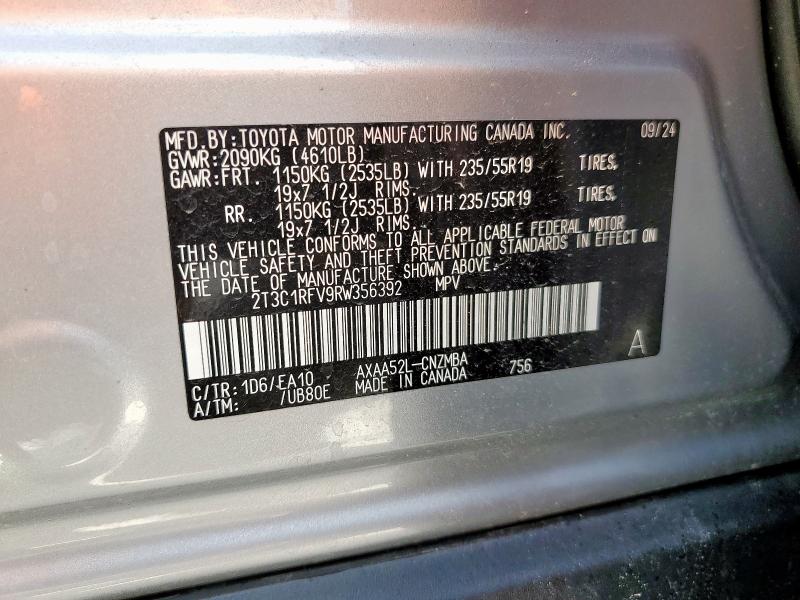 MFD.BY:TOYOTA MOTOR MANUFACTURING CANADA INC. 09/24
GVWR:2090KG (4610LB)
GAWR:FRT. 1150KG (2535LB) WITH 235/55R19 TIRES,
19x7 1/2J RIMS.
RR. 1150KG (2535LB) WITH 235/55R19 TIRES,
19x7 1/2J RIMS.
THIS VEHICLE CONFORMS TO ALL APPLICABLE FEDERAL MOTOR
VEHICLE SAFETY AND THEFT PREVENTION STANDARDS IN EFFECT ON
THE DATE OF MANUFACTURE SHOWN ABOVE.
2T3C1RFV9RW356392 MPV
A
C/TR:1D6/EA10 AXAA52L-CNZMBA 756
A/TM: /UB80E MADE IN CANADA